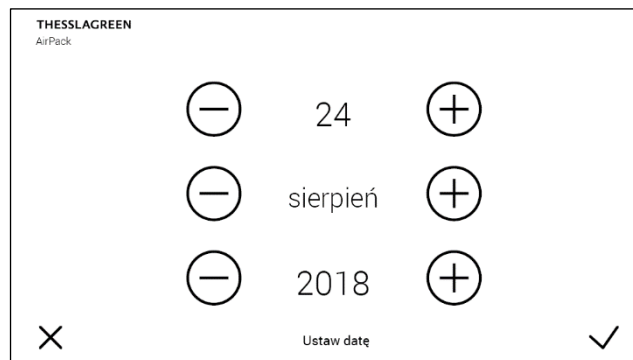 THESSLAGREEN
AirPack
24
sierpień
2018
Ustaw datę